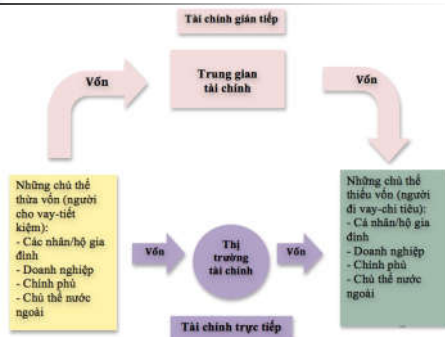 Tài chính gián tiếp
Vốn
Trung gian
tài chính
Vốn
Những chủ thể
thừa vốn (người
cho vay-tiết
kiệm):
- Các nhân/hộ gia
đình
- Doanh nghiệp
- Chính phủ
- Chủ thể nước
ngoài
Vốn
Thị
trường
tài chính
Vốn
Những chủ thể
thiếu vốn (người
đi vay-chi tiêu):
- Cá nhân/hộ gia
đình
- Doanh nghiệp
- Chính phủ
- Chủ thể nước
ngoài
Tài chính trực tiếp